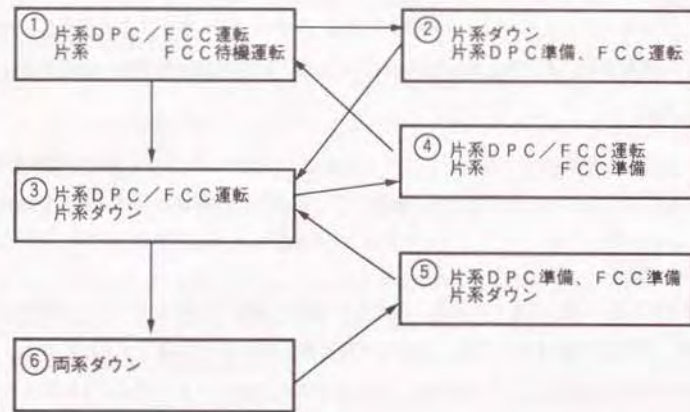 ① 片系ＤＰＣ／ＦＣＣ運転
片系　　　ＦＣＣ待機運転
② 片系ダウン
片系ＤＰＣ準備、ＦＣＣ運転
③ 片系ＤＰＣ／ＦＣＣ運転
片系ダウン
④ 片系ＤＰＣ／ＦＣＣ運転
片系　　　ＦＣＣ準備
⑤ 片系ＤＰＣ準備、ＦＣＣ準備
片系ダウン
⑥ 両系ダウン